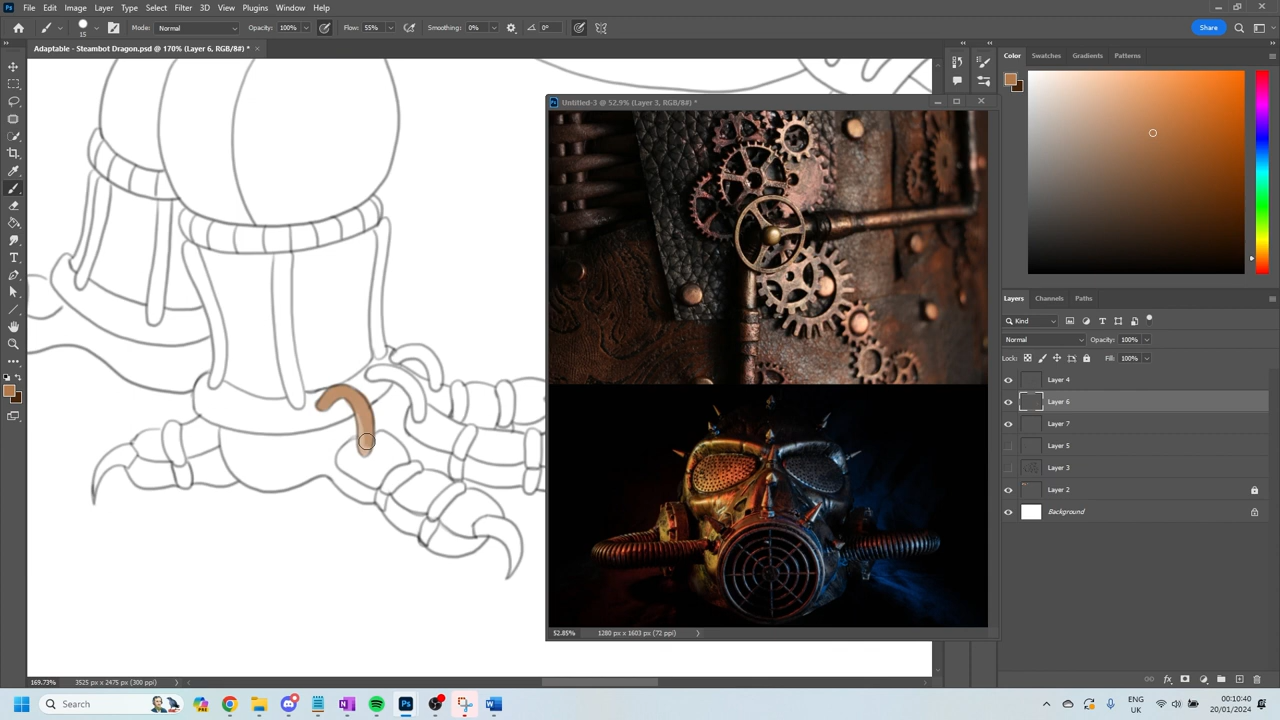 Ps File Edit Image Layer Type Select Filter 3D View Plugins Window Help
15 Mode: Normal Opacity: 100% Flow: 55% Smoothing: 0% 0° Share
Adaptable - Steambot Dragon.psd @ 170% (Layer 6, RGB/8#) * ×
Color Swatches Gradients Patterns
Untitled-3 @ 52.9% (Layer 3, RGB/8#) *
Layers Channels Paths
Kind
Normal Opacity: 100%
Lock: Fill: 100%
Layer 4
Layer 6
Layer 7
Layer 5
Layer 3
Layer 2
Background
52.85% 1280 px x 1603 px (72 ppi)
169.73% 3525 px x 2475 px (300 ppi)
Search
ENG
UK
00:10:40
20/01/2024